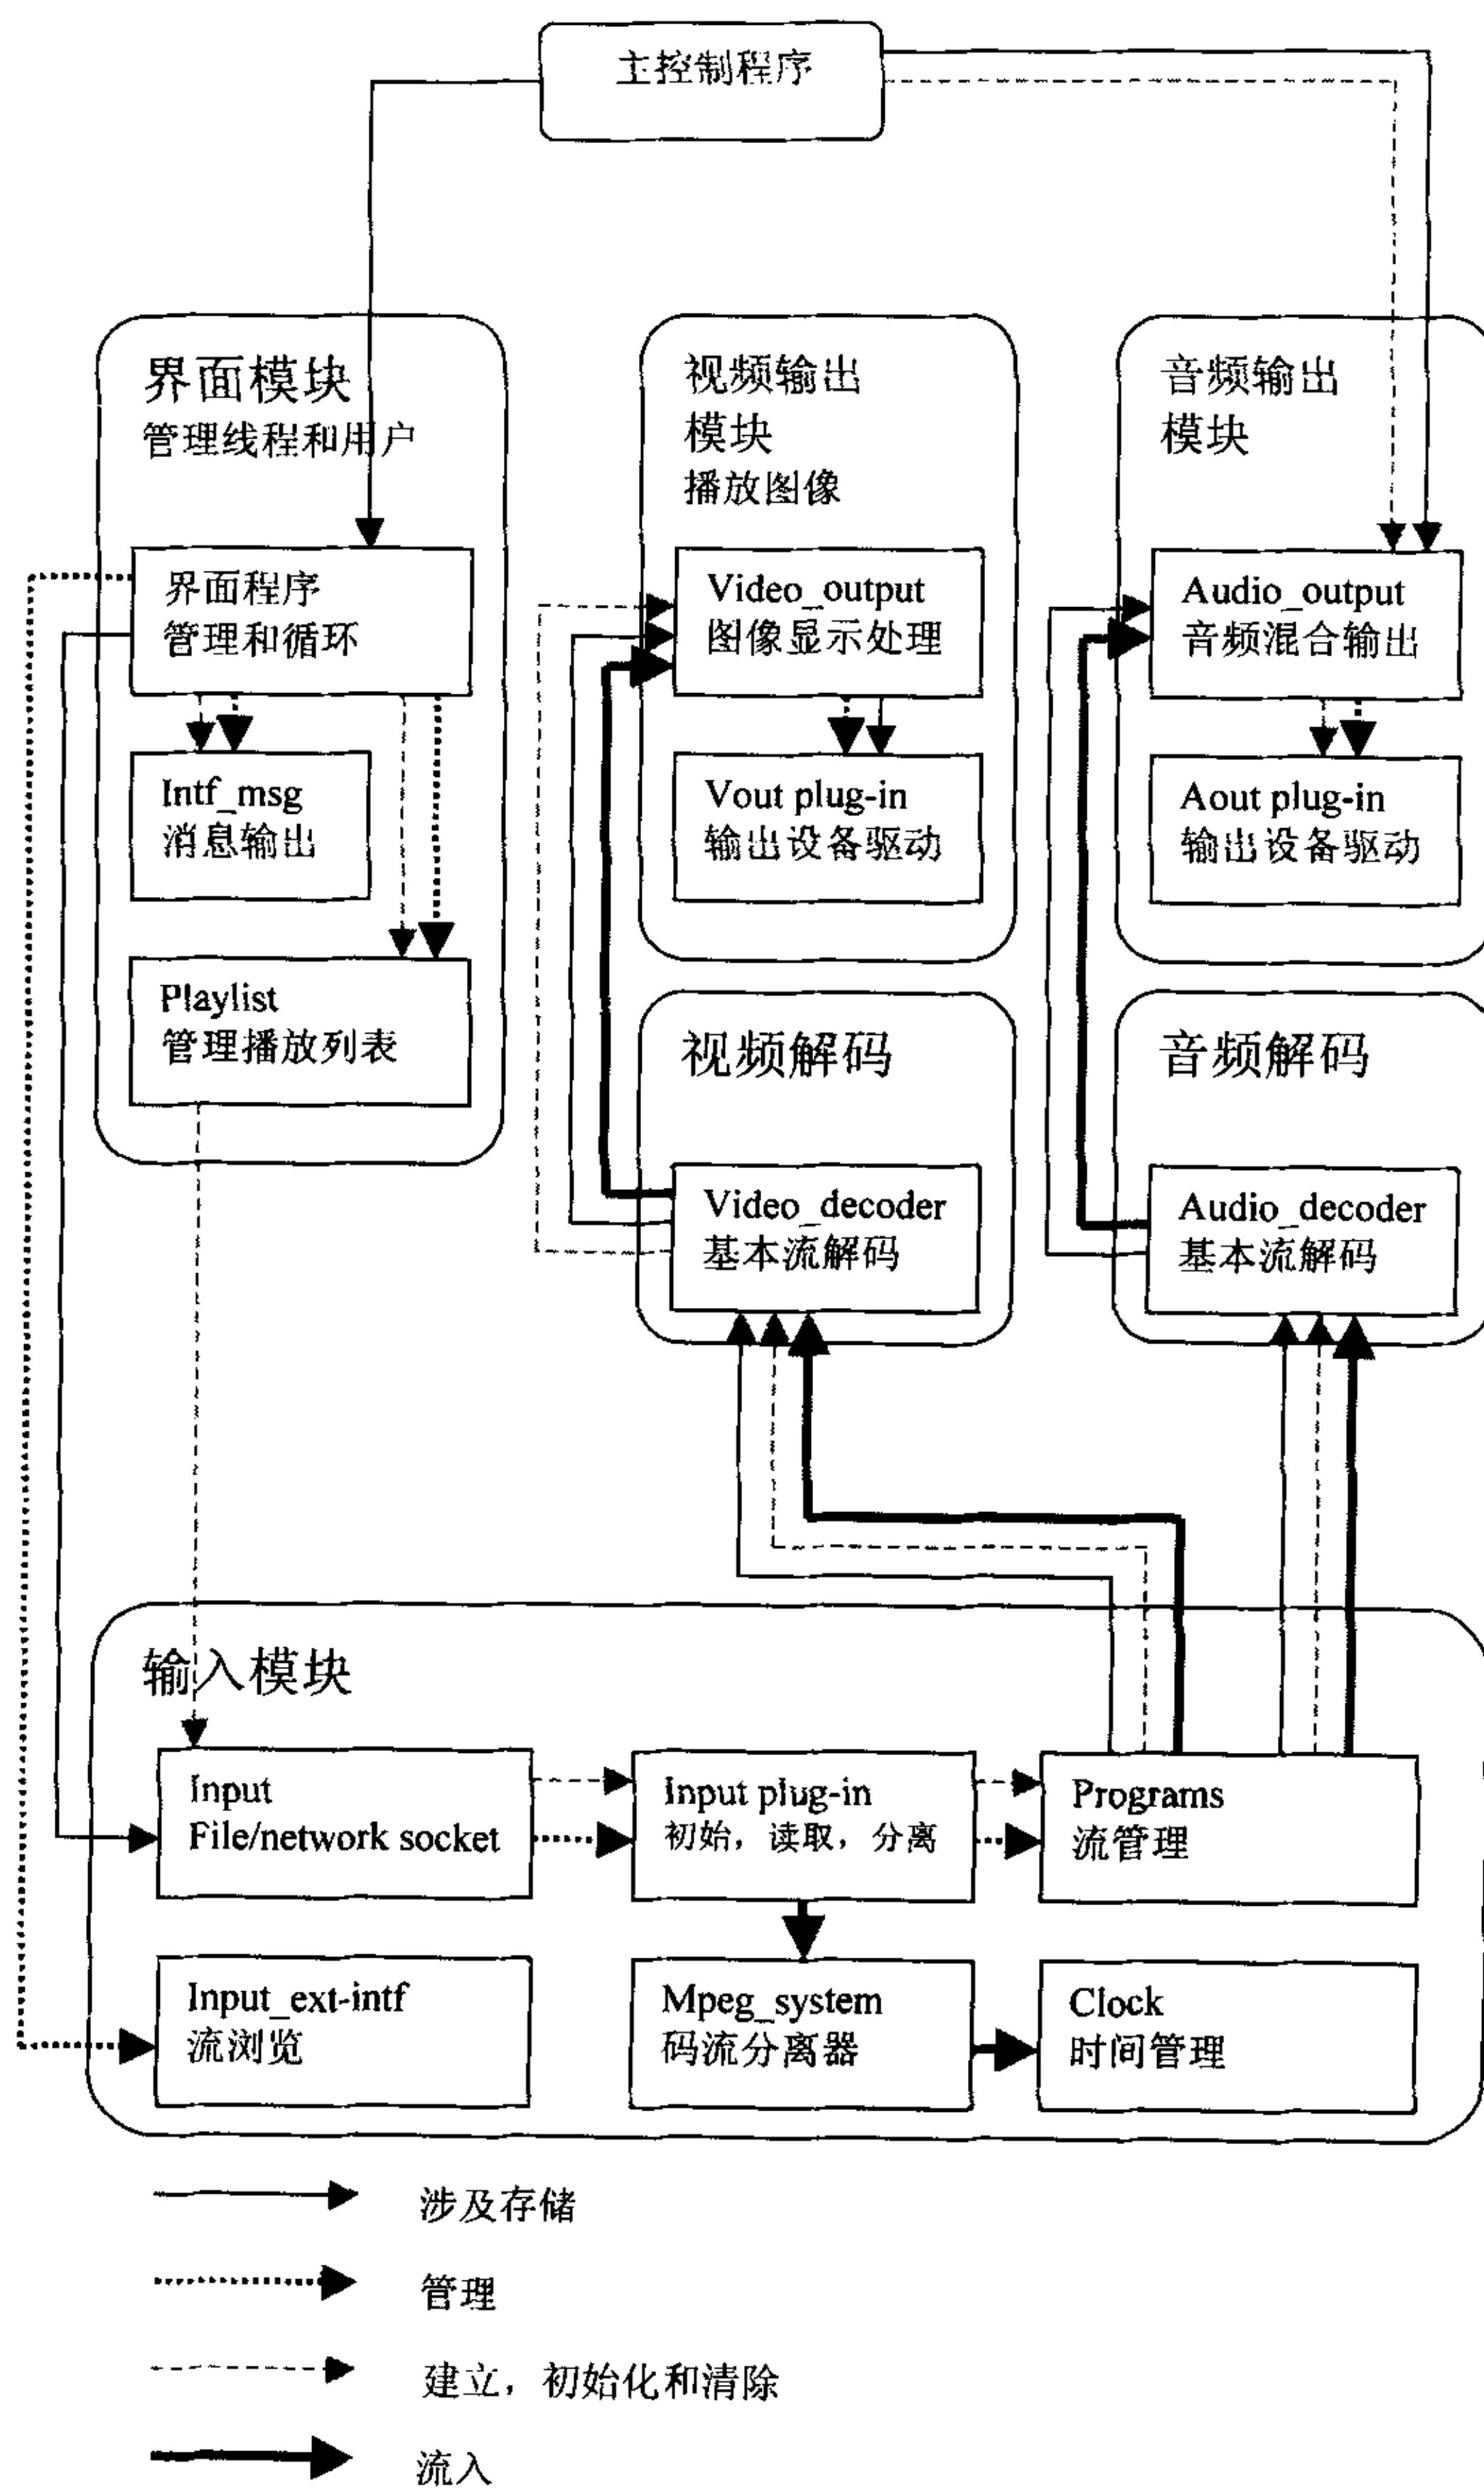 主控制程序
界面模块
管理线程和用户
界面程序
管理和循环
Intf_msg
消息输出
Playlist
管理播放列表
视频输出
模块
播放图像
Video_output
图像显示处理
Vout plug-in
输出设备驱动
音频输出
模块
Audio_output
音频混合输出
Aout plug-in
输出设备驱动
视频解码
Video_decoder
基本流解码
音频解码
Audio_decoder
基本流解码
输入模块
Input
File/network socket
Input plug-in
初始，读取，分离
Programs
流管理
Input_ext-intf
流浏览
Mpeg_system
码流分离器
Clock
时间管理
涉及存储
管理
建立，初始化和清除
流入